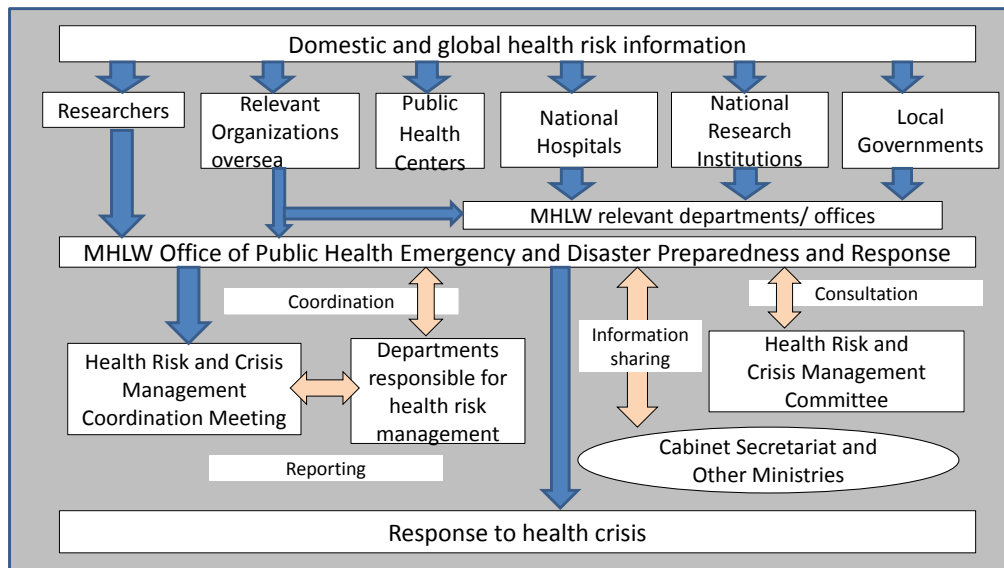 Domestic and global health risk information
Researchers
Relevant
Organizations
oversea
Public
Health
Centers
National
Hospitals
National
Research
Institutions
Local
Governments
MHLW relevant departments/ offices
MHLW Office of Public Health Emergency and Disaster Preparedness and Response
Coordination
Consultation
Information
sharing
Health Risk and Crisis
Management
Coordination Meeting
Departments
responsible for
health risk
management
Health Risk and
Crisis Management
Committee
Reporting
Cabinet Secretariat and
Other Ministries
Response to health crisis